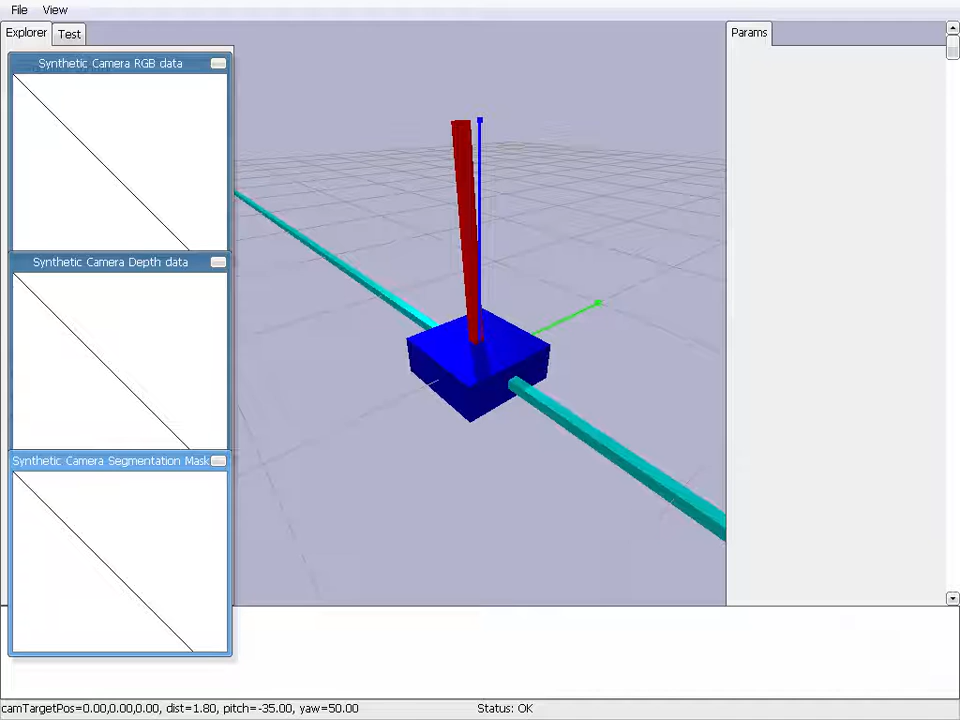 File View
Explorer Test
Params
Synthetic Camera RGB data
Synthetic Camera Depth data
Synthetic Camera Segmentation Mask
camTargetPos=0.00,0.00,0.00, dist=1.80, pitch=-35.00, yaw=50.00
Status: OK